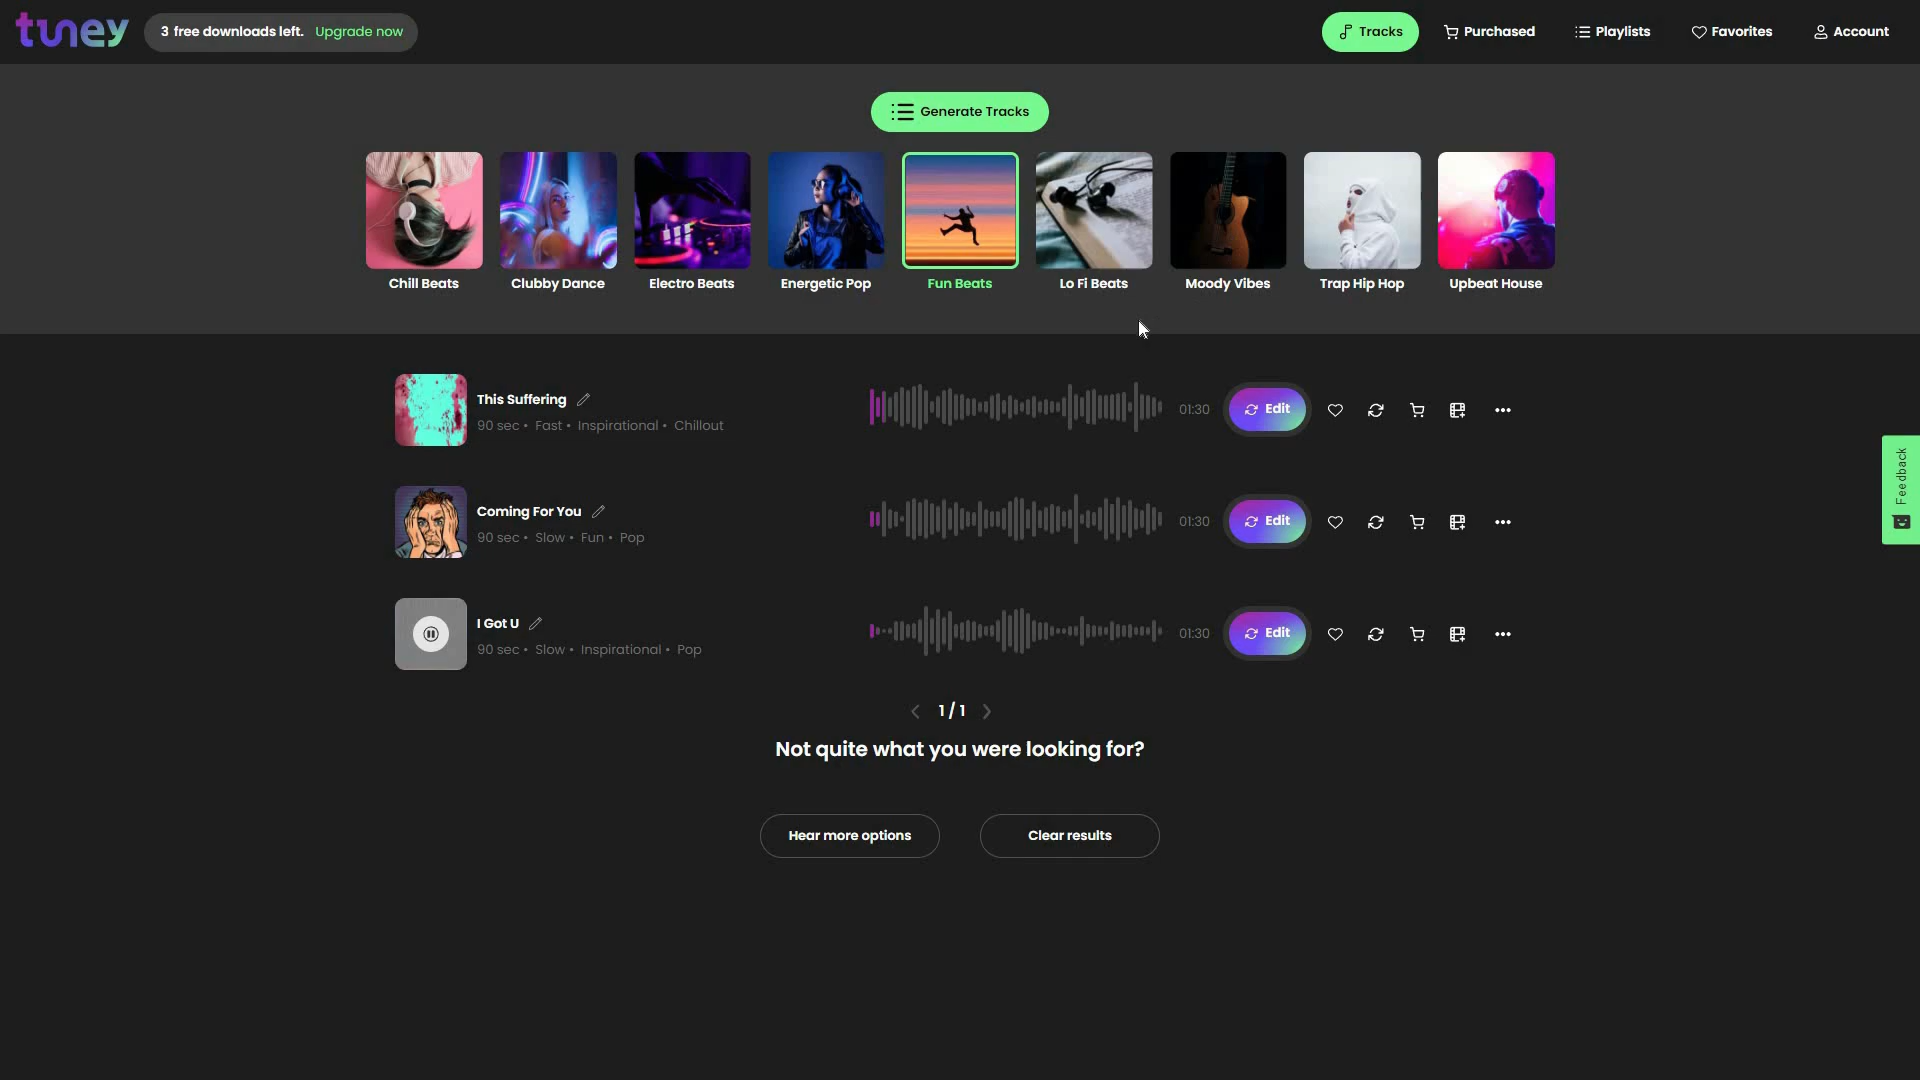 tuney
3 free downloads left. Upgrade now
Tracks
Purchased
Playlists
Favorites
Account
Generate Tracks
Chill Beats
Clubby Dance
Electro Beats
Energetic Pop
Fun Beats
Lo Fi Beats
Moody Vibes
Trap Hip Hop
Upbeat House
This Suffering
90 sec • Fast • Inspirational • Chillout
01:30
Edit
Coming For You
90 sec • Slow • Fun • Pop
01:30
Edit
I Got U
90 sec • Slow • Inspirational • Pop
01:30
Edit
Feedback
1 / 1
Not quite what you were looking for?
Hear more options
Clear results